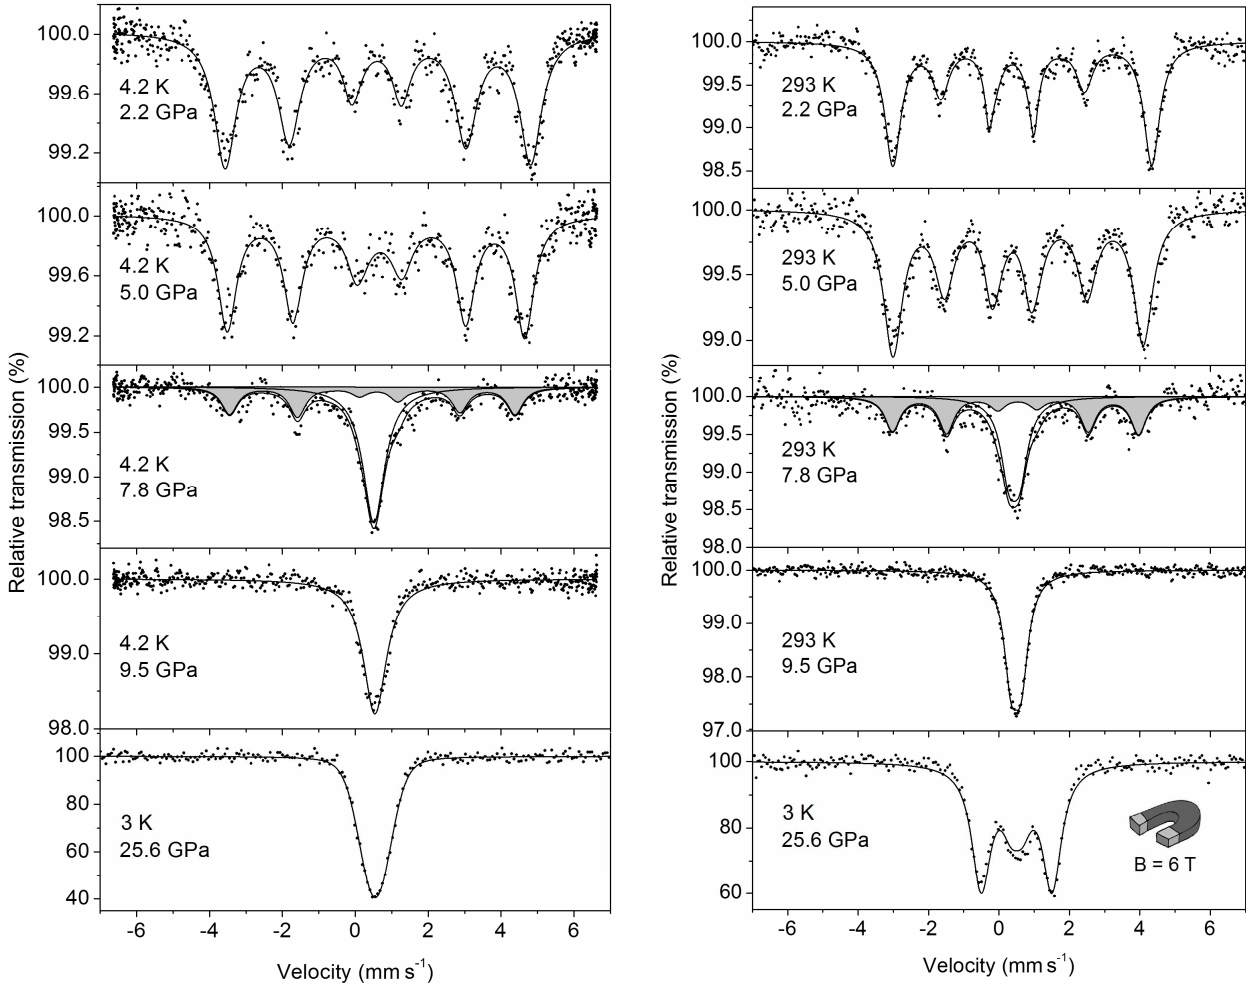 100.0
99.6
99.2
4.2 K
2.2 GPa
100.0
99.6
99.2
4.2 K
5.0 GPa
100.0
99.5
99.0
98.5
4.2 K
7.8 GPa
100.0
99.0
98.0
4.2 K
9.5 GPa
100
80
60
40
3 K
25.6 GPa
-6 -4 -2 0 2 4 6
Velocity (mm s-1)
Relative transmission (%)
100.0
99.5
99.0
98.5
293 K
2.2 GPa
100.0
99.5
99.0
293 K
5.0 GPa
100.0
99.5
99.0
98.5
98.0
293 K
7.8 GPa
100.0
99.0
98.0
97.0
293 K
9.5 GPa
100
80
60
3 K
25.6 GPa
B = 6 T
-6 -4 -2 0 2 4 6
Velocity (mm s-1)
Relative transmission (%)